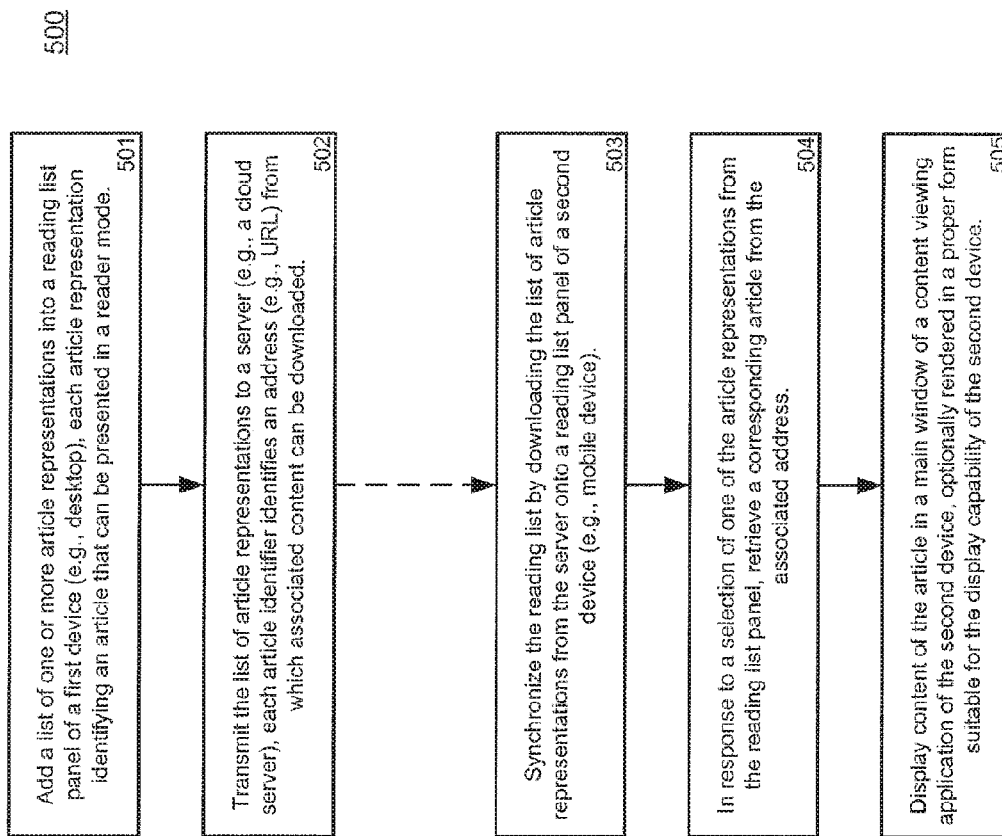 500
Add a list of one or more article representations into a reading list
panel of a first device (e.g., desktop), each article representation
identifying an article that can be presented in a reader mode.
501
Transmit the list of article representations to a server (e.g., a cloud
server), each article identifier identifies an address (e.g., URL) from
which associated content can be downloaded.
502
Synchronize the reading list by downloading the list of article
representations from the server onto a reading list panel of a second
device (e.g., mobile device).
503
In response to a selection of one of the article representations from
the reading list panel, retrieve a corresponding article from the
associated address.
504
Display content of the article in a main window of a content viewing
application of the second device, optionally rendered in a proper form
suitable for the display capability of the second device.
505